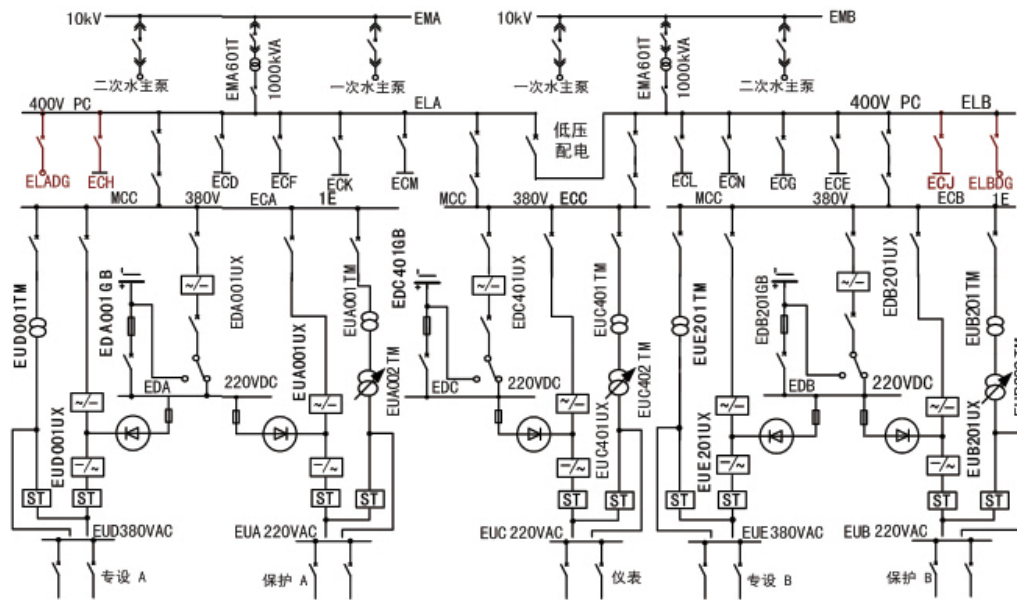 10kV EMA 10kV EMB
EMA601T 1000kVA EMA601T 1000kVA
二次水主泵 一次水主泵 一次水主泵 二次水主泵
400V PC ELA 400V PC ELB
低压
配电
ELADG ECH ECD ECF ECK ECM ECL ECN ECG ECE ECJ ELBDG
MCC 380V ECA 1E MCC 380V ECC MCC 380V ECB 1E
EUD001TM
EDA001GB
~/-
EDA001UX
EUA001UX
EUA001TM
EUA002TM
EDC401GB
~/-
EDC401UX
EUC401TM
EUC402TM
EUE201TM
EDB201GB
~/-
EDB201UX
EUB201TM
EDA 220VDC EDC 220VDC EDB 220VDC
EUD001UX
~/-
~/-
EUC401UX
~/-
EUE201UX
~/-
~/-
EUB201UX
-/~ -/~ -/~ -/~ -/~
ST ST ST ST ST ST ST ST ST ST
EUD380VAC EUA 220VAC EUC 220VAC EUE 380VAC EUB 220VAC
专设 A 保护 A 仪表 专设 B 保护 B